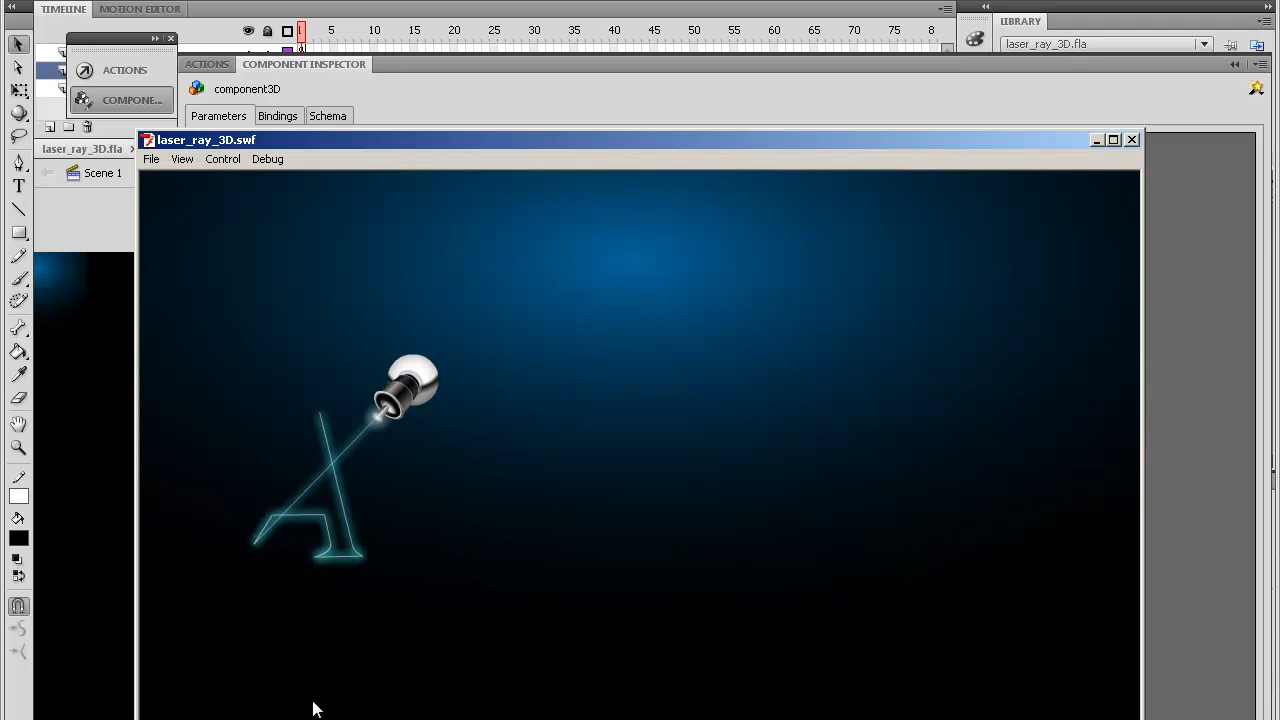 TIMELINE MOTION EDITOR
5 10 15 20 25 30 35 40 45 50 55 60 65 70 75 8
LIBRARY
laser_ray_3D.fla
ACTIONS
COMPONE...
ACTIONS COMPONENT INSPECTOR
component3D
Parameters Bindings Schema
laser_ray_3D.fla
Scene 1
laser_ray_3D.swf
File View Control Debug
A